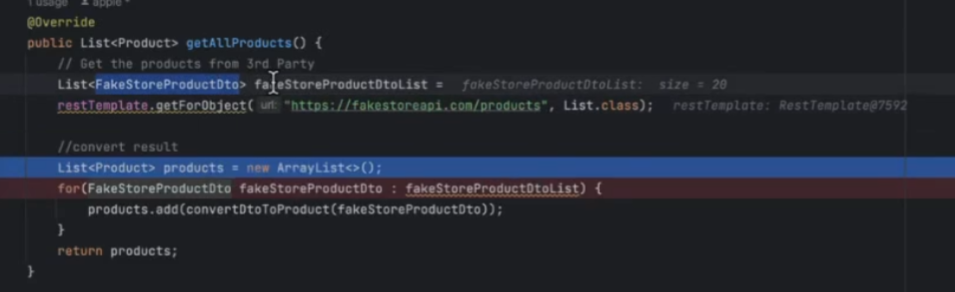 1 usage apple *
@Override
public List<Product> getAllProducts() {
// Get the products from 3rd Party
List<FakeStoreProductDto> fakeStoreProductDtoList = fakeStoreProductDtoList: size = 20
restTemplate.getForObject( url: "https://fakestoreapi.com/products", List.class); restTemplate: RestTemplate@7592
//convert result
List<Product> products = new ArrayList<>();
for(FakeStoreProductDto fakeStoreProductDto : fakeStoreProductDtoList) {
products.add(convertDtoToProduct(fakeStoreProductDto));
}
return products;
}